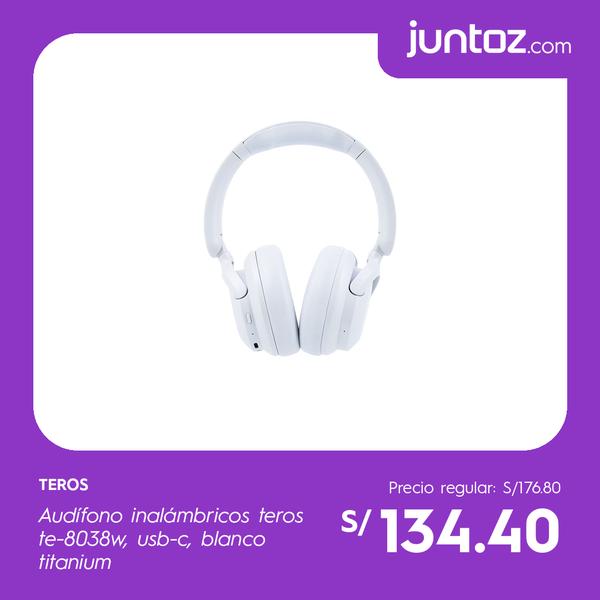 juntoz.com
TEROS
Audífono inalámbricos teros
te-8038w, usb-c, blanco
titanium
Precio regular: S/176.80
S/134.40